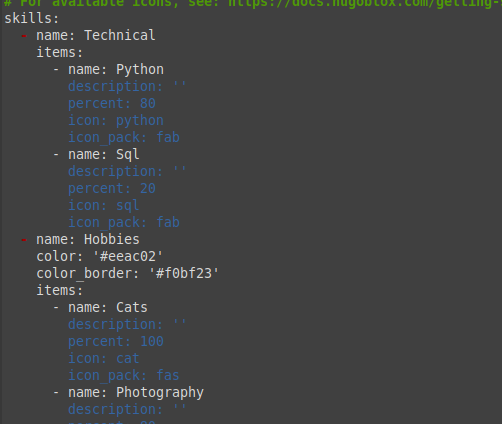 # For available icons, see: https://docs.hugoblox.com/getting-
skills:
  - name: Technical
    items:
      - name: Python
        description: ''
        percent: 80
        icon: python
        icon_pack: fab
      - name: Sql
        description: ''
        percent: 20
        icon: sql
        icon_pack: fab
  - name: Hobbies
    color: '#eeac02'
    color_border: '#f0bf23'
    items:
      - name: Cats
        description: ''
        percent: 100
        icon: cat
        icon_pack: fas
      - name: Photography
        description: ''
        percent: